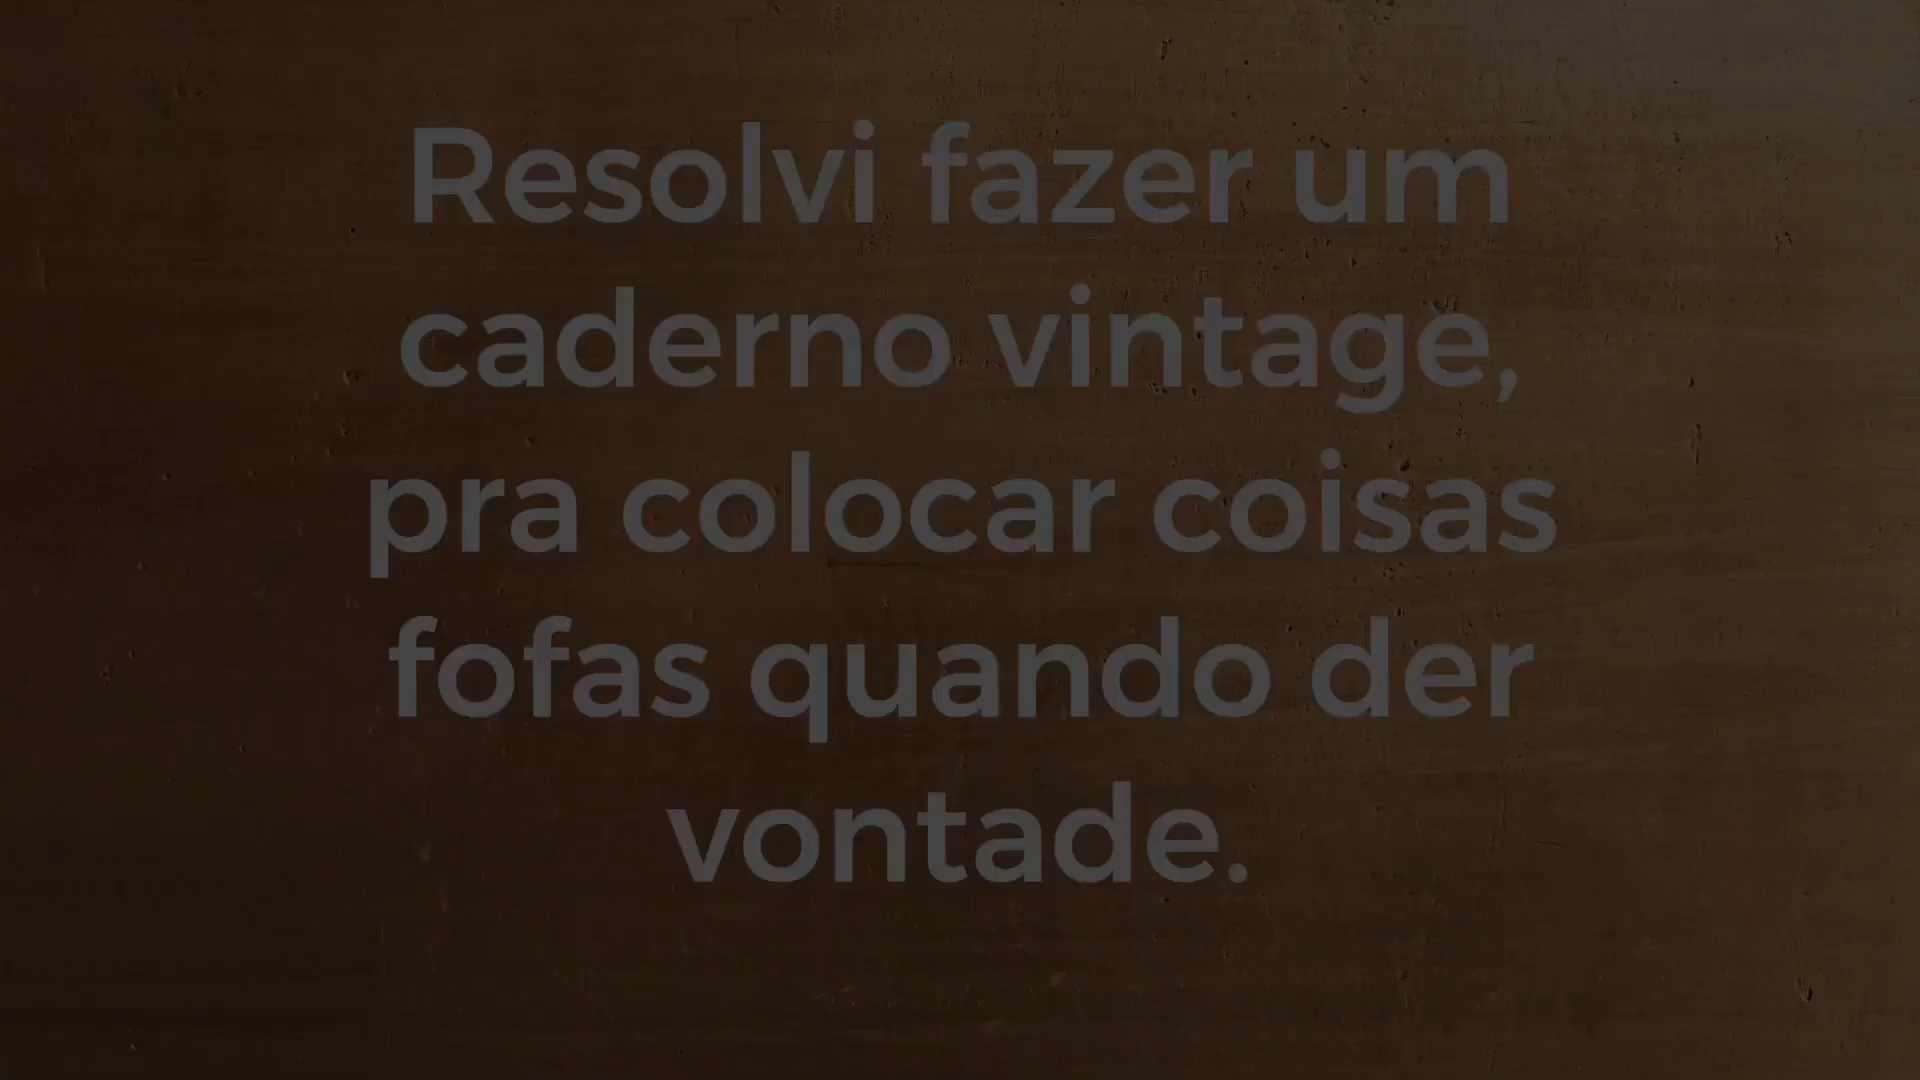 Resolvi fazer um
caderno vintage,
pra colocar coisas
fofas quando der
vontade.